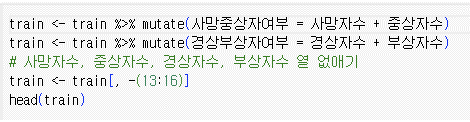 train <- train %>% mutate(사망중상자여부 = 사망자수 + 중상자수)
train <- train %>% mutate(경상부상자여부 = 경상자수 + 부상자수)
# 사망자수, 중상자수, 경상자수, 부상자수 열 없애기
train <- train[, -(13:16)]
head(train)